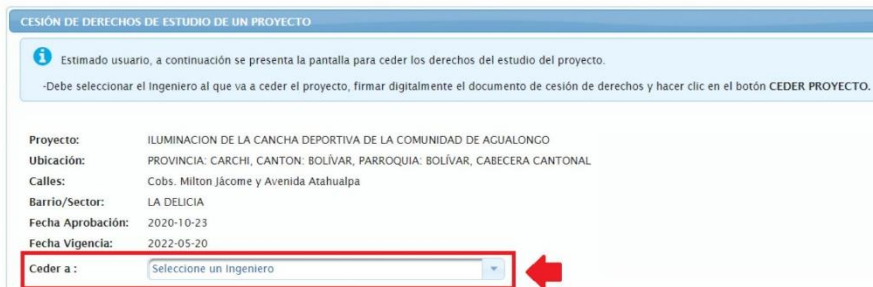 CESIÓN DE DERECHOS DE ESTUDIO DE UN PROYECTO
Estimado usuario, a continuación se presenta la pantalla para ceder los derechos del estudio del proyecto.
-Debe seleccionar el Ingeniero al que va a ceder el proyecto, firmar digitalmente el documento de cesión de derechos y hacer clic en el botón CEDER PROYECTO.
Proyecto: ILUMINACION DE LA CANCHA DEPORTIVA DE LA COMUNIDAD DE AGUALONGO
Ubicación: PROVINCIA: CARCHI, CANTON: BOLÍVAR, PARROQUIA: BOLÍVAR, CABECERA CANTONAL
Calles: Cobs. Milton Jácome y Avenida Atahualpa
Barrio/Sector: LA DELICIA
Fecha Aprobación: 2020-10-23
Fecha Vigencia: 2022-05-20
Ceder a : Seleccione un Ingeniero